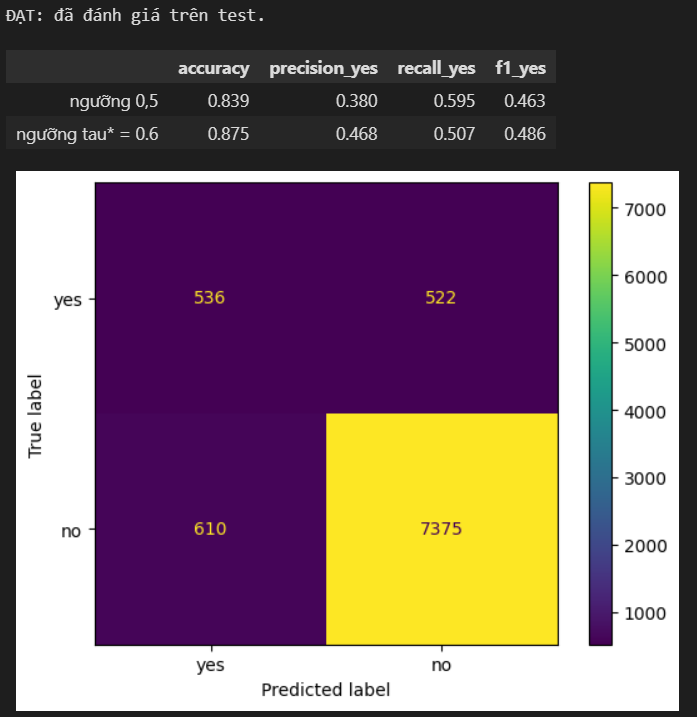 ĐẠT: đã đánh giá trên test.
accuracy precision_yes recall_yes f1_yes
ngưỡng 0,5 0.839 0.380 0.595 0.463
ngưỡng tau* = 0.6 0.875 0.468 0.507 0.486
7000
6000
5000
4000
3000
2000
1000
True label
yes 536 522
no 610 7375
yes no
Predicted label